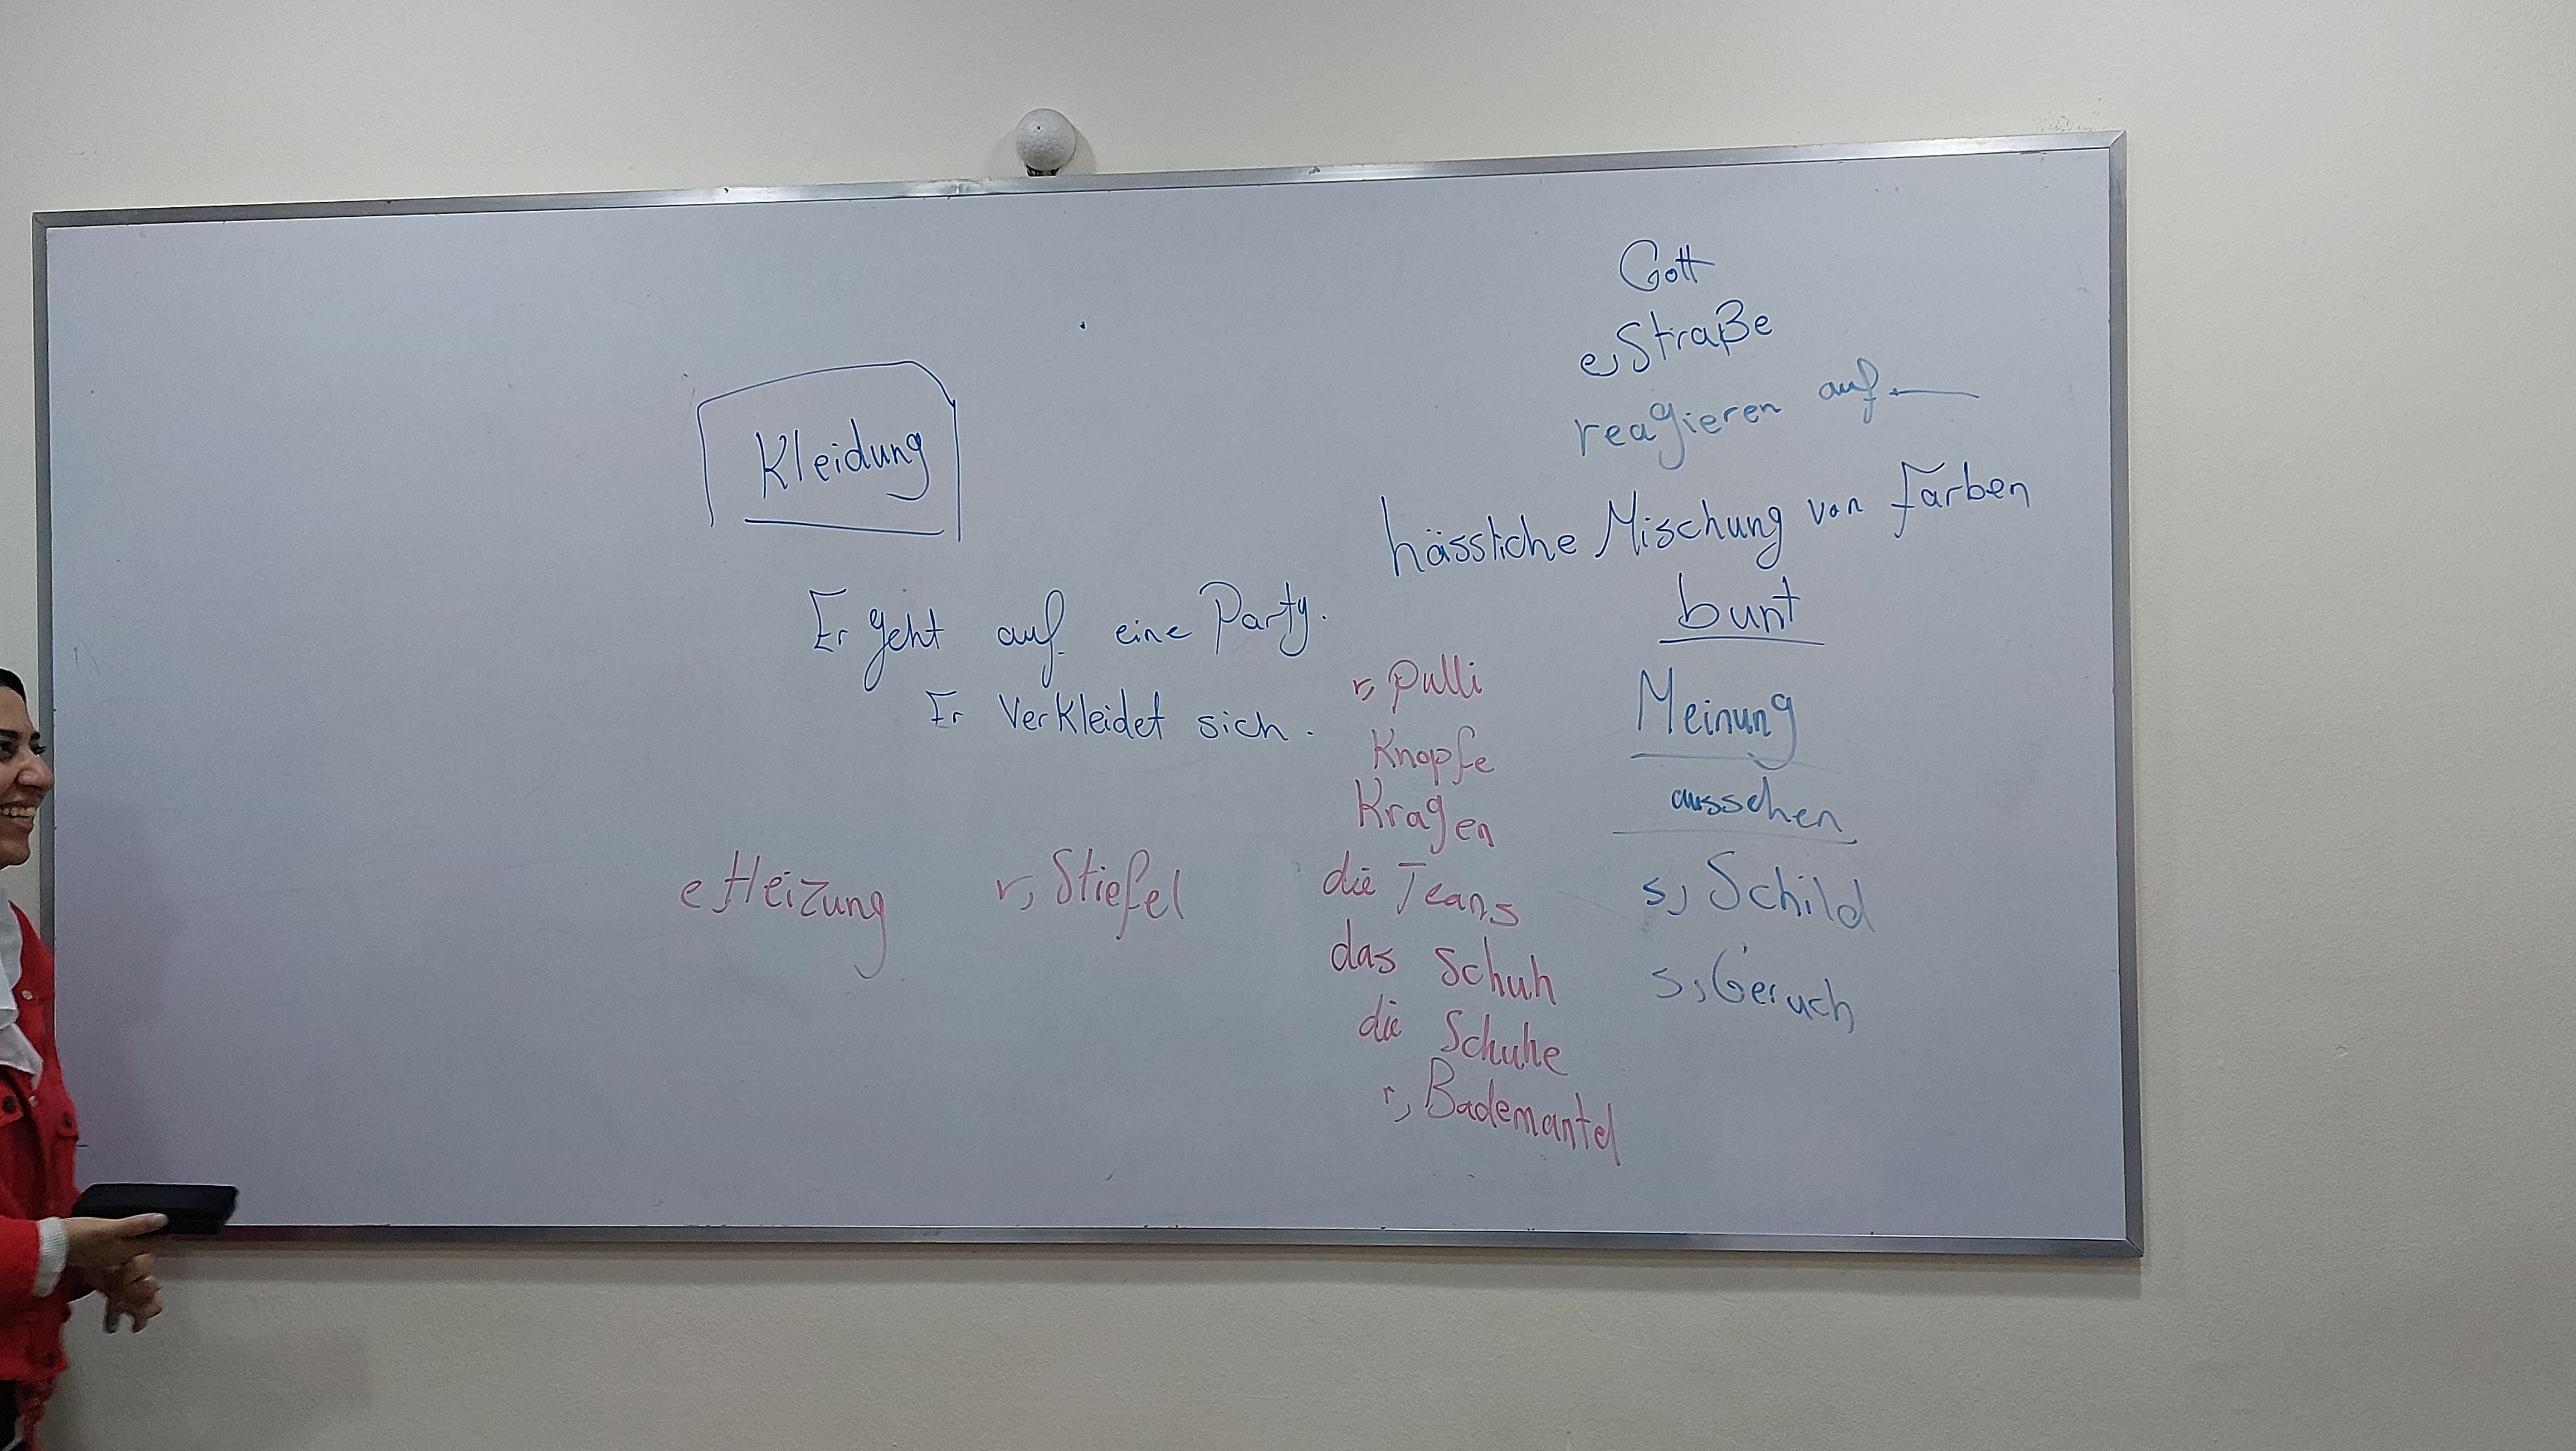 Kleidung
Er geht auf eine Party.
Er Verkleidet sich.
e, Heizung
r, Stiefel
r, Pulli
Knopfe
Kragen
die Jeans
das Schuh
die Schuhe
r, Bademantel
Gott
e, Straße
reagieren auf
hässliche Mischung von Farben
bunt
Meinung
aussehen
s, Schild
s, Geruch